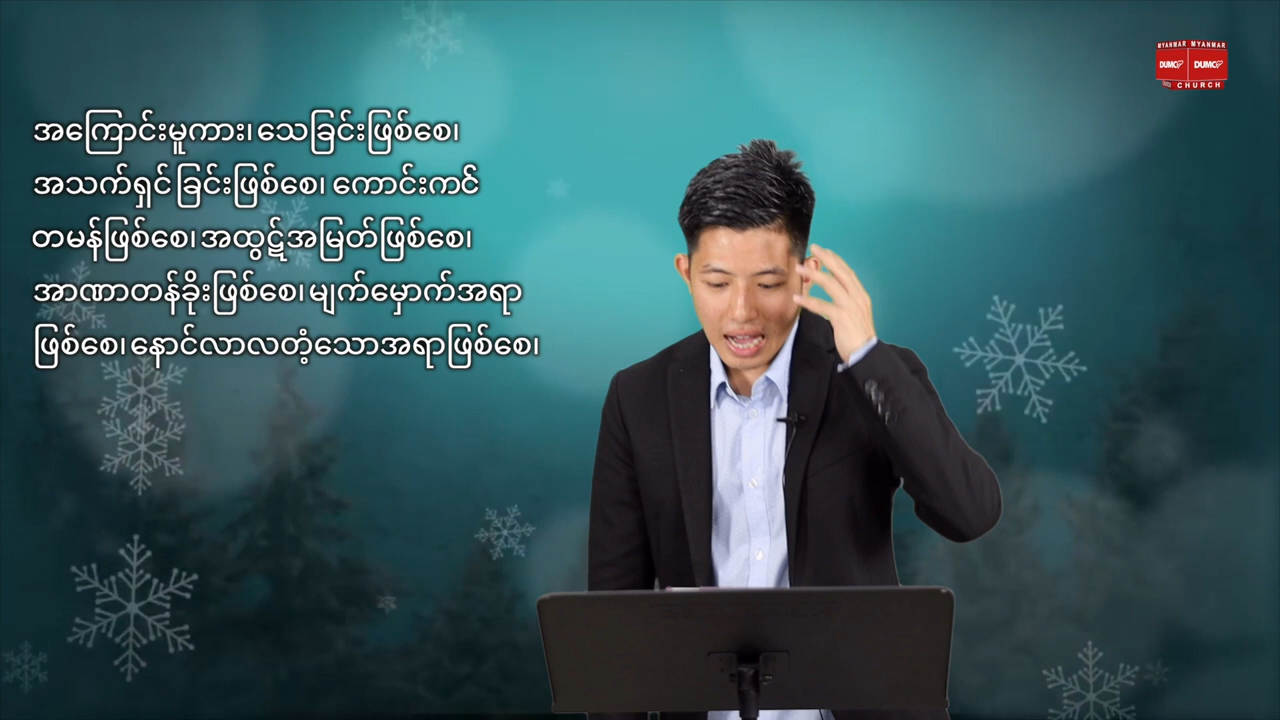 အကြောင်းမူကား၊ သေခြင်းဖြစ်စေ၊
အသက်ရှင်ခြင်းဖြစ်စေ၊ ကောင်းကင်
တမန်ဖြစ်စေ၊ အထွဋ်အမြတ်ဖြစ်စေ၊
အာဏာတန်ခိုးဖြစ်စေ၊ မျက်မှောက်အရာ
ဖြစ်စေ၊ နောင်လာလတံ့သောအရာဖြစ်စေ၊
MYANMAR MYANMAR
DUMC DUMC
CHURCH